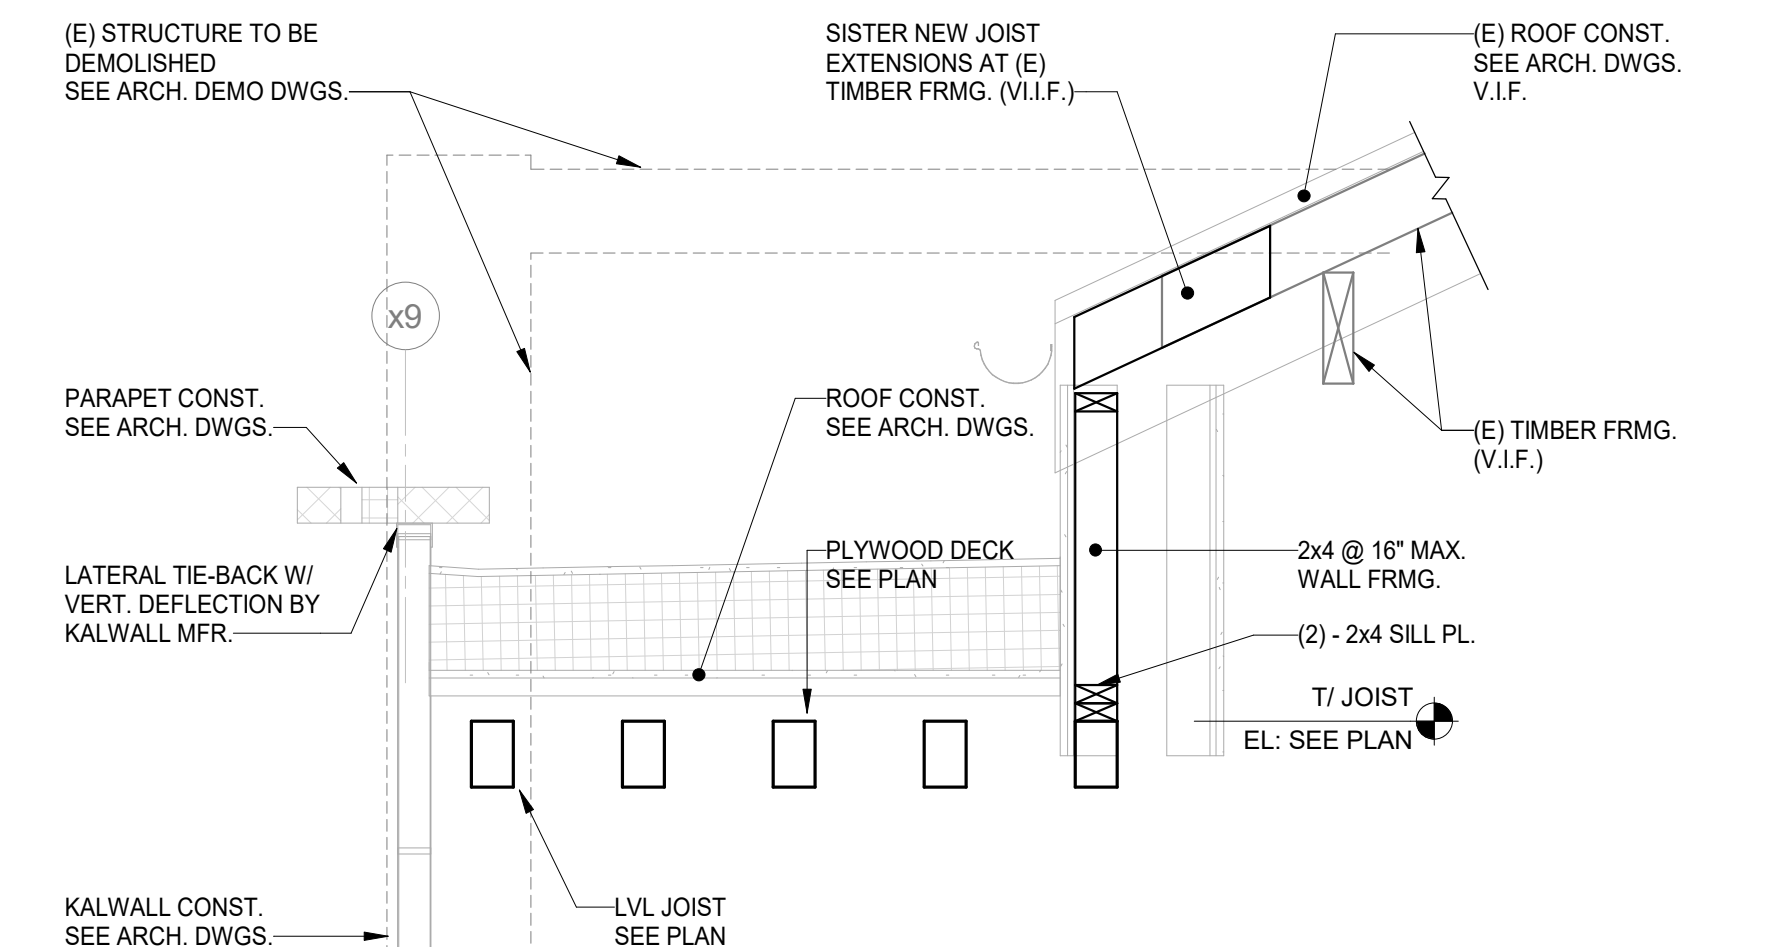 (E) STRUCTURE TO BE
DEMOLISHED
SEE ARCH. DEMO DWGS.
SISTER NEW JOIST
EXTENSIONS AT (E)
TIMBER FRMG. (VI.I.F.)
(E) ROOF CONST.
SEE ARCH. DWGS.
V.I.F.
x9
PARAPET CONST.
SEE ARCH. DWGS.
ROOF CONST.
SEE ARCH. DWGS.
(E) TIMBER FRMG.
(V.I.F.)
LATERAL TIE-BACK W/
VERT. DEFLECTION BY
KALWALL MFR.
PLYWOOD DECK
SEE PLAN
2x4 @ 16" MAX.
WALL FRMG.
(2) - 2x4 SILL PL.
T/ JOIST
EL: SEE PLAN
KALWALL CONST.
SEE ARCH. DWGS.
LVL JOIST
SEE PLAN